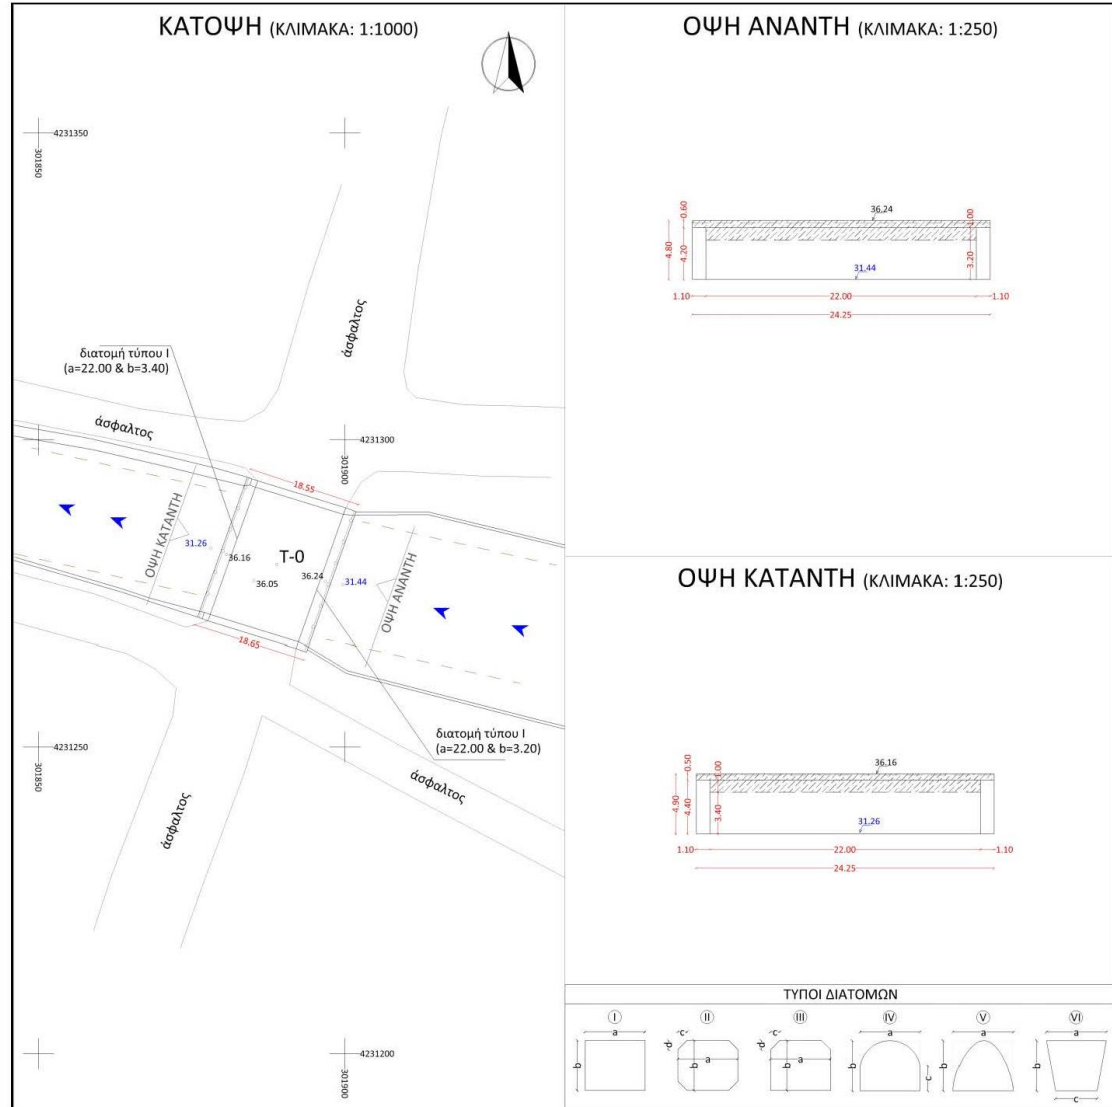 ΚΑΤΟΨΗ (ΚΛΙΜΑΚΑ: 1:1000)
4231350
301850
άσφαλτος
διατομή τύπου Ι
(a=22.00 & b=3.40)
άσφαλτος
4231300
301900
18.55
ΟΨΗ ΚΑΤΑΝΤΗ
31.26
36.16
T-0
36.05
36.24
31.44
ΟΨΗ ΑΝΑΝΤΗ
18.65
διατομή τύπου Ι
(a=22.00 & b=3.20)
4231250
301850
άσφαλτος
άσφαλτος
4231200
301900
ΟΨΗ ΑΝΑΝΤΗ (ΚΛΙΜΑΚΑ: 1:250)
36.24
0.60
1.00
4.80
4.20
3.20
31.44
1.10
22.00
1.10
24.25
ΟΨΗ ΚΑΤΑΝΤΗ (ΚΛΙΜΑΚΑ: 1:250)
36.16
0.50
1.00
4.90
4.40
3.40
31.26
1.10
22.00
1.10
24.25
ΤΥΠΟΙ ΔΙΑΤΟΜΩΝ
I II III IV V VI
a
b
c
d
a
b
c
d
a
b
a
b
c
a
b
a
b
c